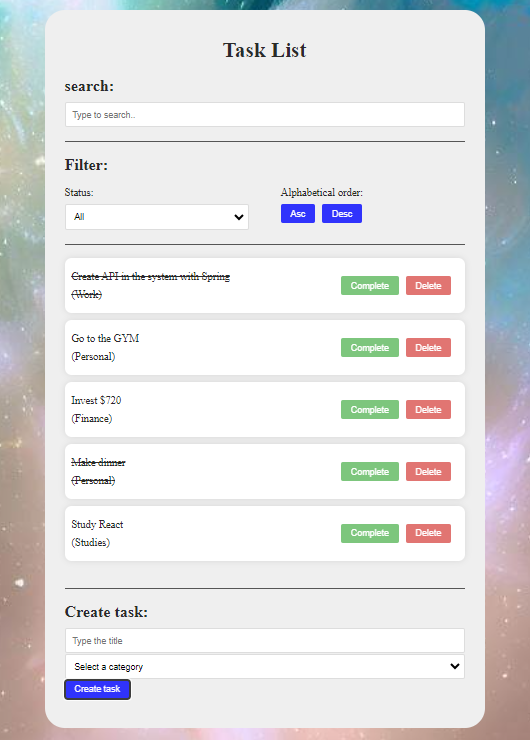 Task List
search:
Type to search..
Filter:
Status:
Alphabetical order:
All
Asc
Desc
Create API in the system with Spring
(Work)
Complete
Delete
Go to the GYM
(Personal)
Complete
Delete
Invest $720
(Finance)
Complete
Delete
Make dinner
(Personal)
Complete
Delete
Study React
(Studies)
Complete
Delete
Create task:
Type the title
Select a category
Create task